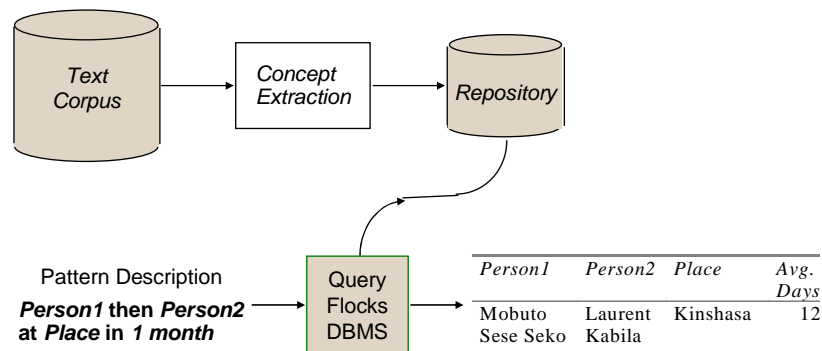 Text
Corpus
Concept
Extraction
Repository
Pattern Description
Person1 then Person2
at Place in 1 month
Query
Flocks
DBMS
Person1 Person2 Place Avg.
Days
Mobuto Laurent Kinshasa 12
Sese Seko Kabila